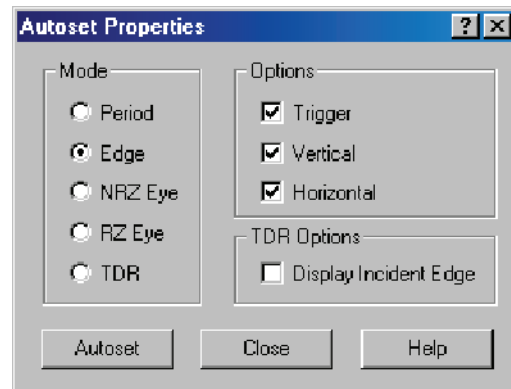 Autoset Properties
Mode
Period
Edge
NRZ Eye
RZ Eye
TDR
Options
Trigger
Vertical
Horizontal
TDR Options
Display Incident Edge
Autoset
Close
Help